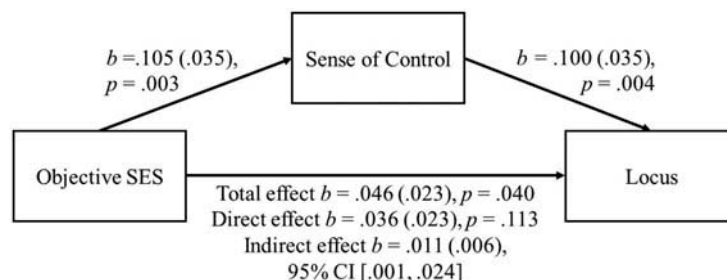 b =.105 (.035),
p = .003
Sense of Control
b = .100 (.035),
p = .004
Objective SES
Locus
Total effect b = .046 (.023), p = .040
Direct effect b = .036 (.023), p = .113
Indirect effect b = .011 (.006),
95% CI [.001, .024]